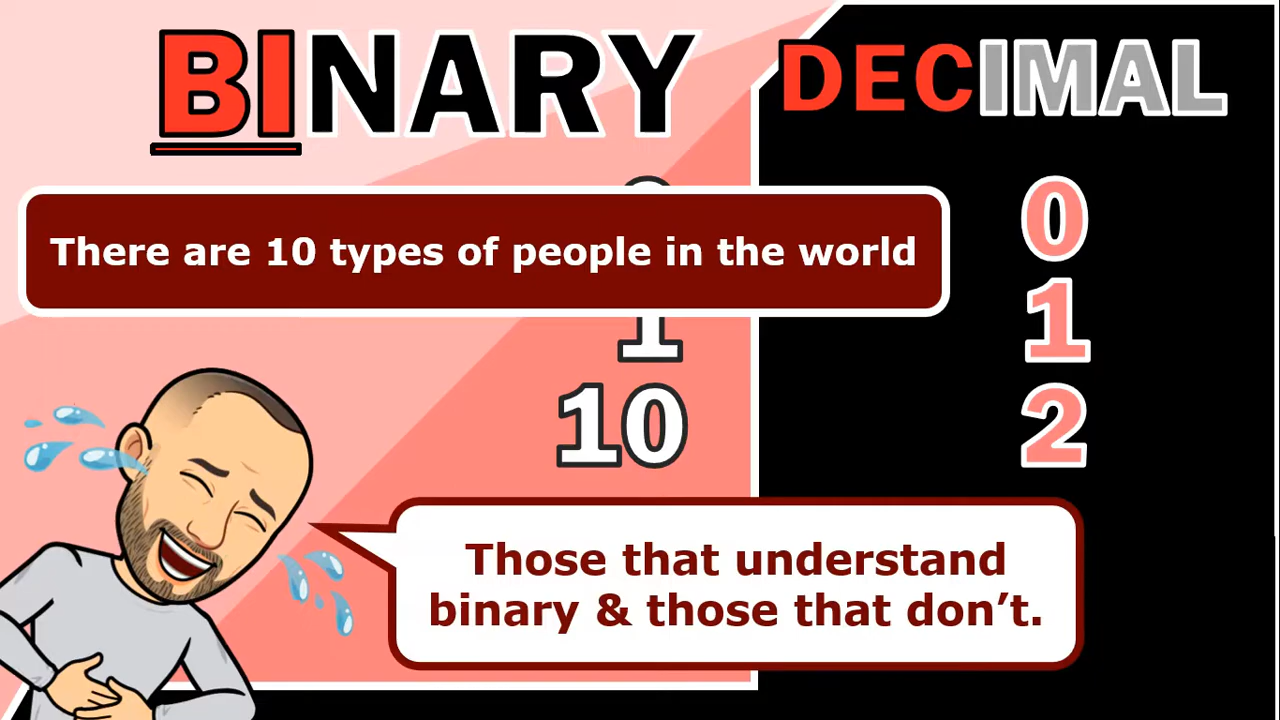 BINARY DECIMAL
0
There are 10 types of people in the world
1 1
10 2
Those that understand
binary & those that don’t.